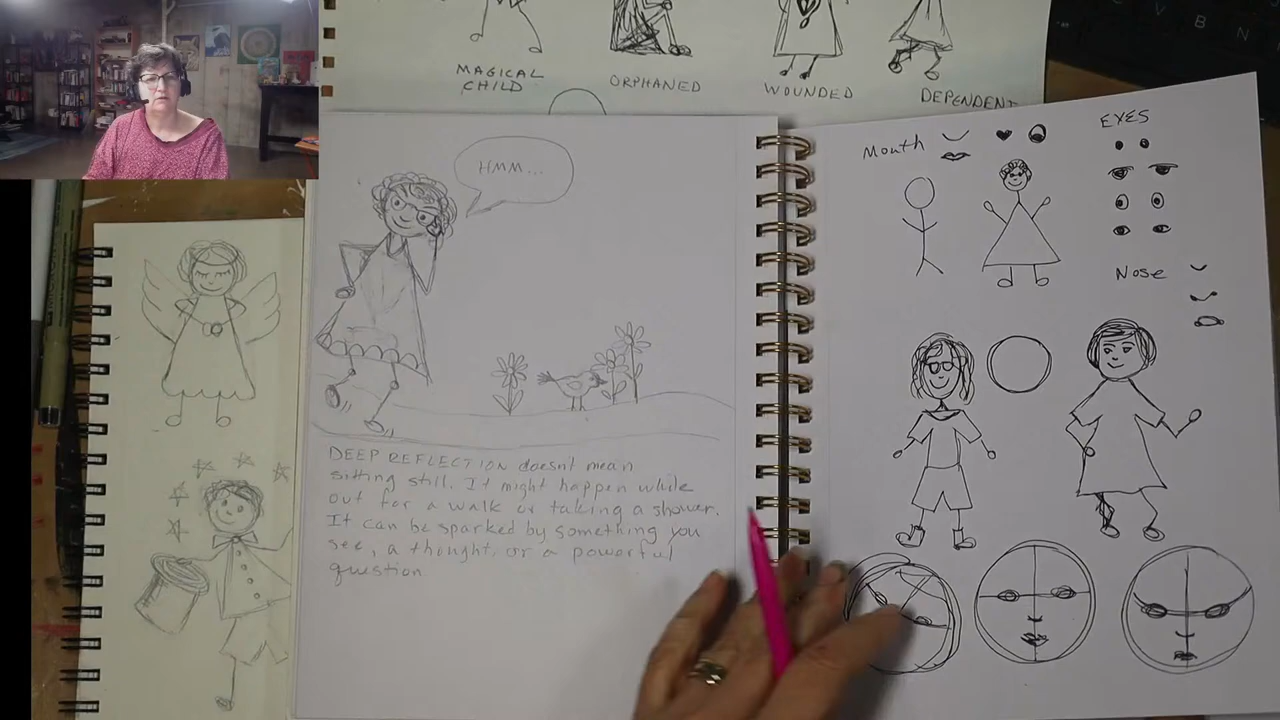 MAGICAL
CHILD
ORPHANED
WOUNDED
DEPENDENT
HMM...
DEEP REFLECTION doesn't mean
sitting still. It might happen while
out for a walk or taking a shower.
It can be sparked by something you
see, a thought, or a powerful
question.
Mouth
EYES
Nose